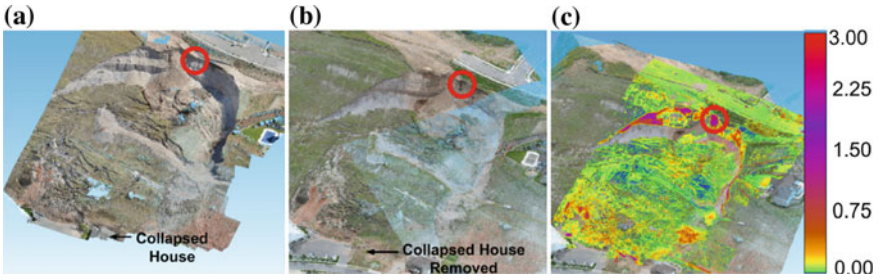 (a)
(b)
(c)
Collapsed
House
Collapsed House
Removed
3.00
2.25
1.50
0.75
0.00